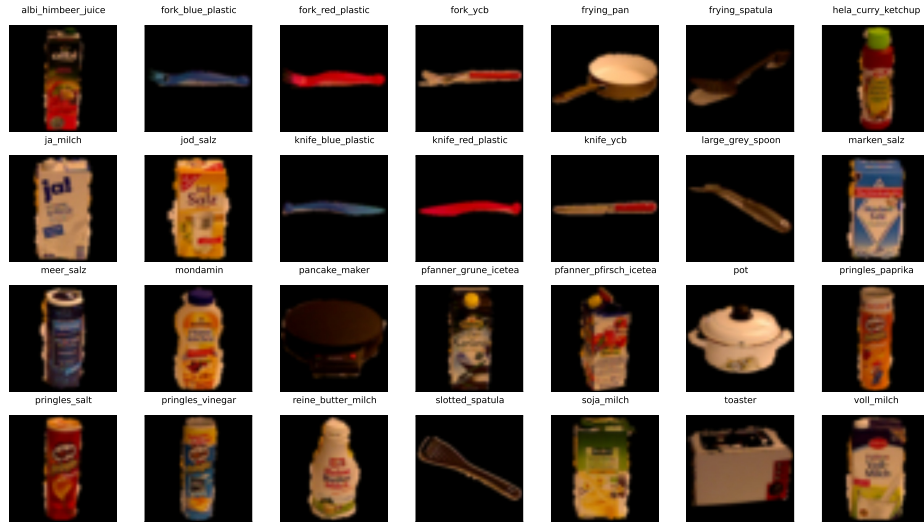 albi_himbeer_juice fork_blue_plastic fork_red_plastic fork_ycb frying_pan frying_spatula hela_curry_ketchup
ja_milch jod_salz knife_blue_plastic knife_red_plastic knife_ycb large_grey_spoon marken_salz
jal
Salz
meer_salz mondamin pancake_maker pfanner_grune_icetea pfanner_pfirsch_icetea pot pringles_paprika
pringles_salt pringles_vinegar reine_butter_milch slotted_spatula soja_milch toaster voll_milch